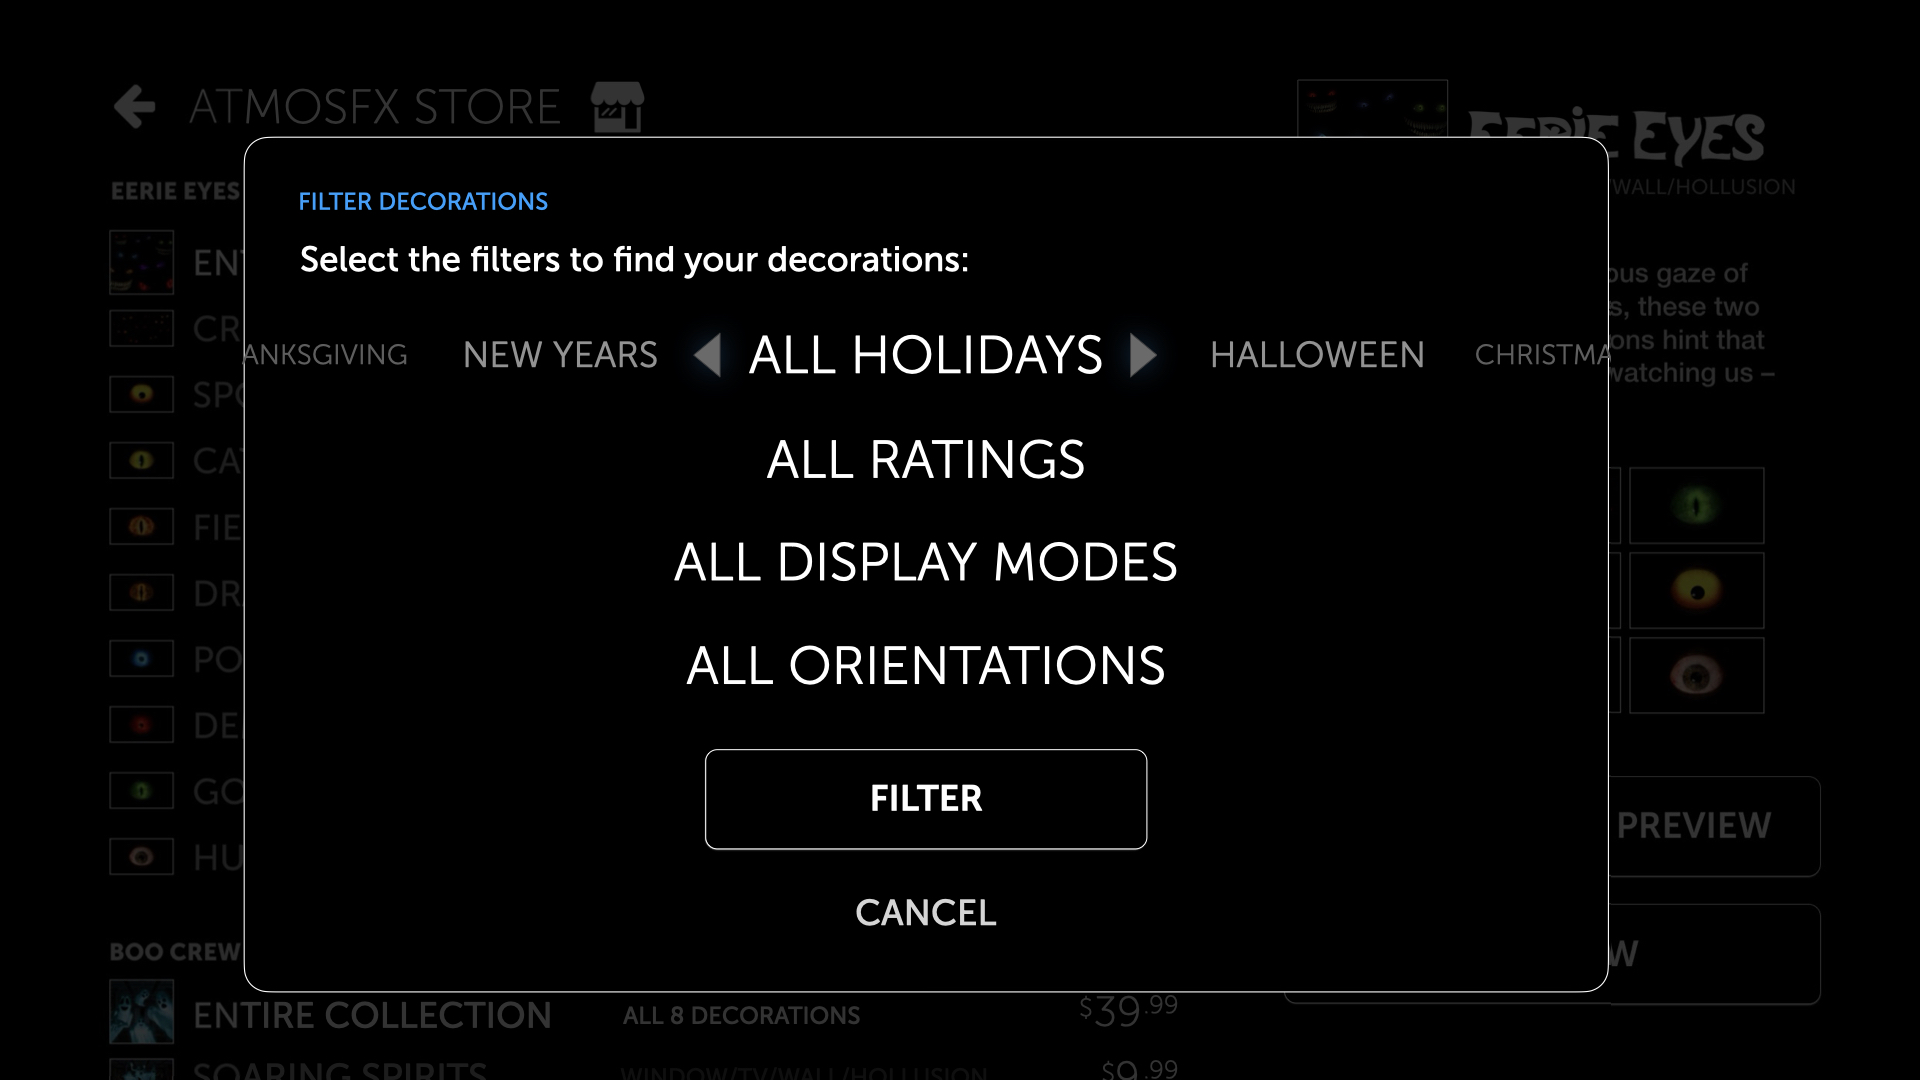 ATMOSFX STORE
EERIE EYES
/WALL/HOLLUSION
EERIE EYES
FILTER DECORATIONS
Select the filters to find your decorations:
ous gaze of
s, these two
ons hint that
watching us –
ANKSGIVING NEW YEARS ALL HOLIDAYS HALLOWEEN CHRISTMA
ALL RATINGS
ALL DISPLAY MODES
ALL ORIENTATIONS
FILTER
CANCEL
EN
CR
SPO
CA
FIE
DR
PO
DE
GO
HU
PREVIEW
W
BOO CREW
ENTIRE COLLECTION ALL 8 DECORATIONS $39.99
SOARING SPIRITS WINDOW/TV/WALL/HOLLUSION $9.99